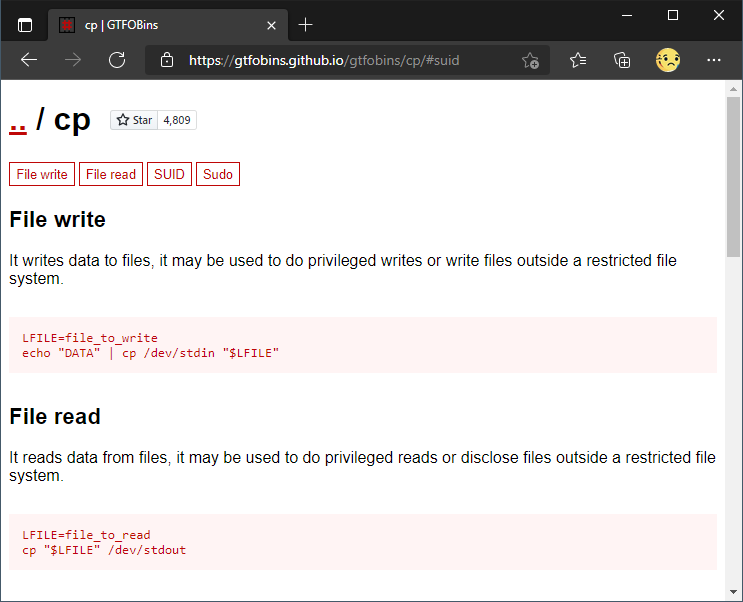 cp | GTFOBins
https://gtfobins.github.io/gtfobins/cp/#suid
.. / cp
Star 4,809
File write File read SUID Sudo
File write
It writes data to files, it may be used to do privileged writes or write files outside a restricted file
system.
LFILE=file_to_write
echo "DATA" | cp /dev/stdin "$LFILE"
File read
It reads data from files, it may be used to do privileged reads or disclose files outside a restricted file
system.
LFILE=file_to_read
cp "$LFILE" /dev/stdout